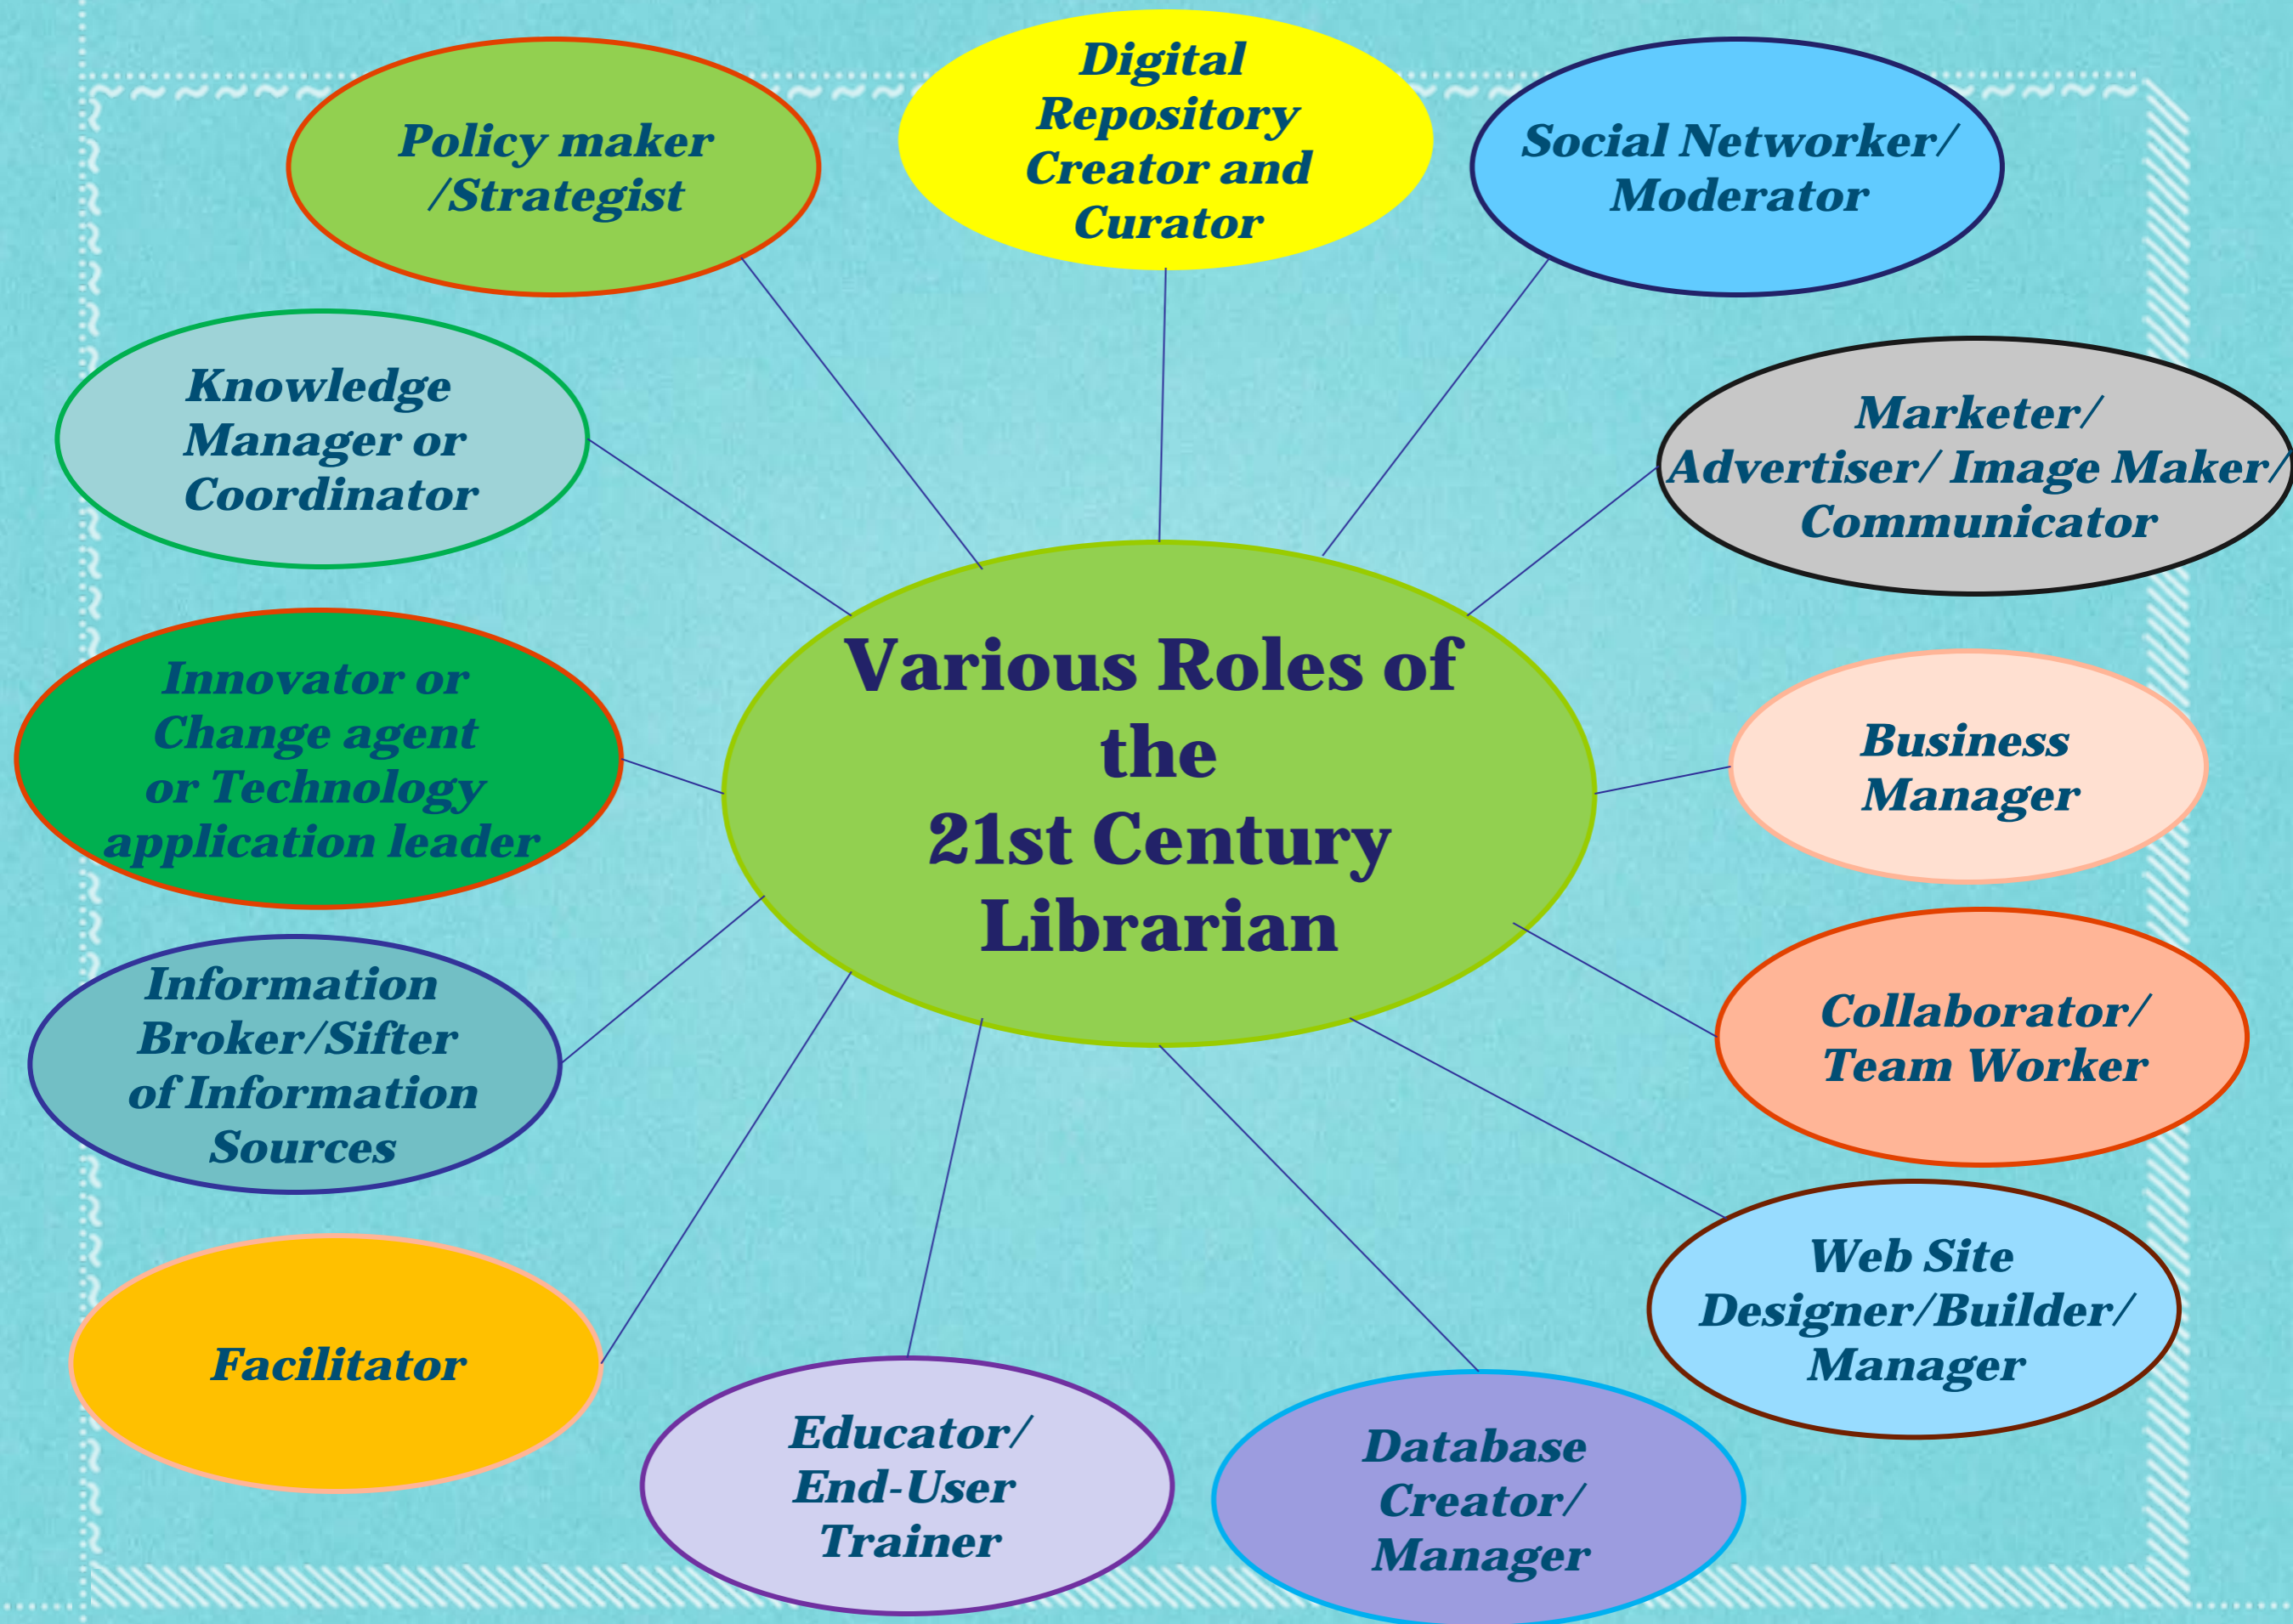 Various Roles of
the
21st Century
Librarian
Digital
Repository
Creator and
Curator
Social Networker/
Moderator
Marketer/
Advertiser/ Image Maker/
Communicator
Business
Manager
Collaborator/
Team Worker
Web Site
Designer/Builder/
Manager
Database
Creator/
Manager
Educator/
End-User
Trainer
Facilitator
Information
Broker/Sifter
of Information
Sources
Innovator or
Change agent
or Technology
application leader
Knowledge
Manager or
Coordinator
Policy maker
/Strategist